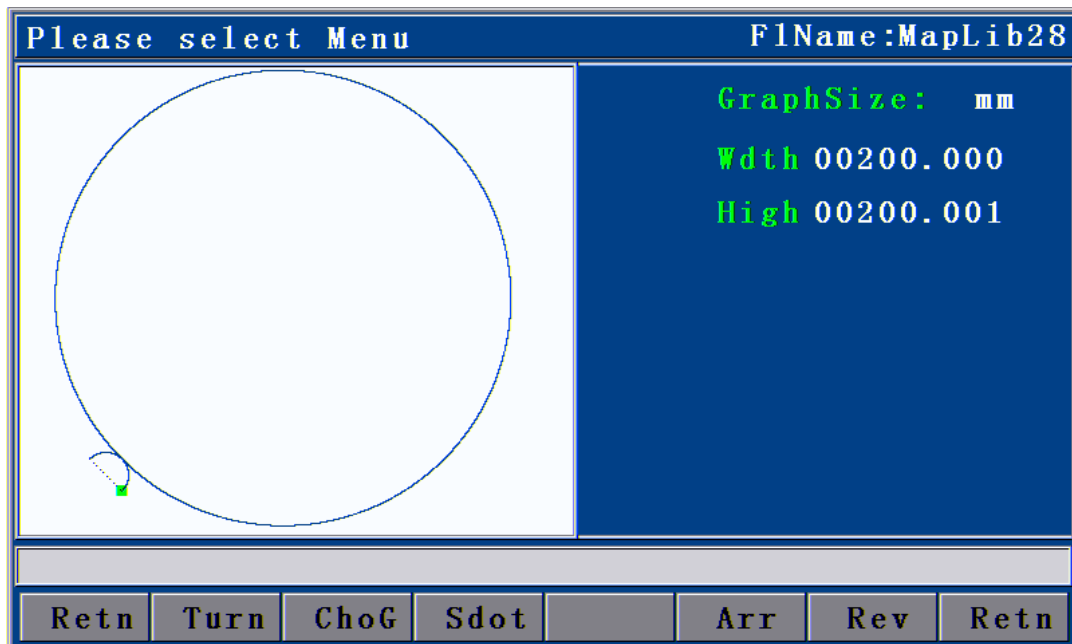 Please select Menu FlName:MapLib28
GraphSize: mm
Wdth 00200.000
High 00200.001
Retn Turn ChoG Sdot Arr Rev Retn